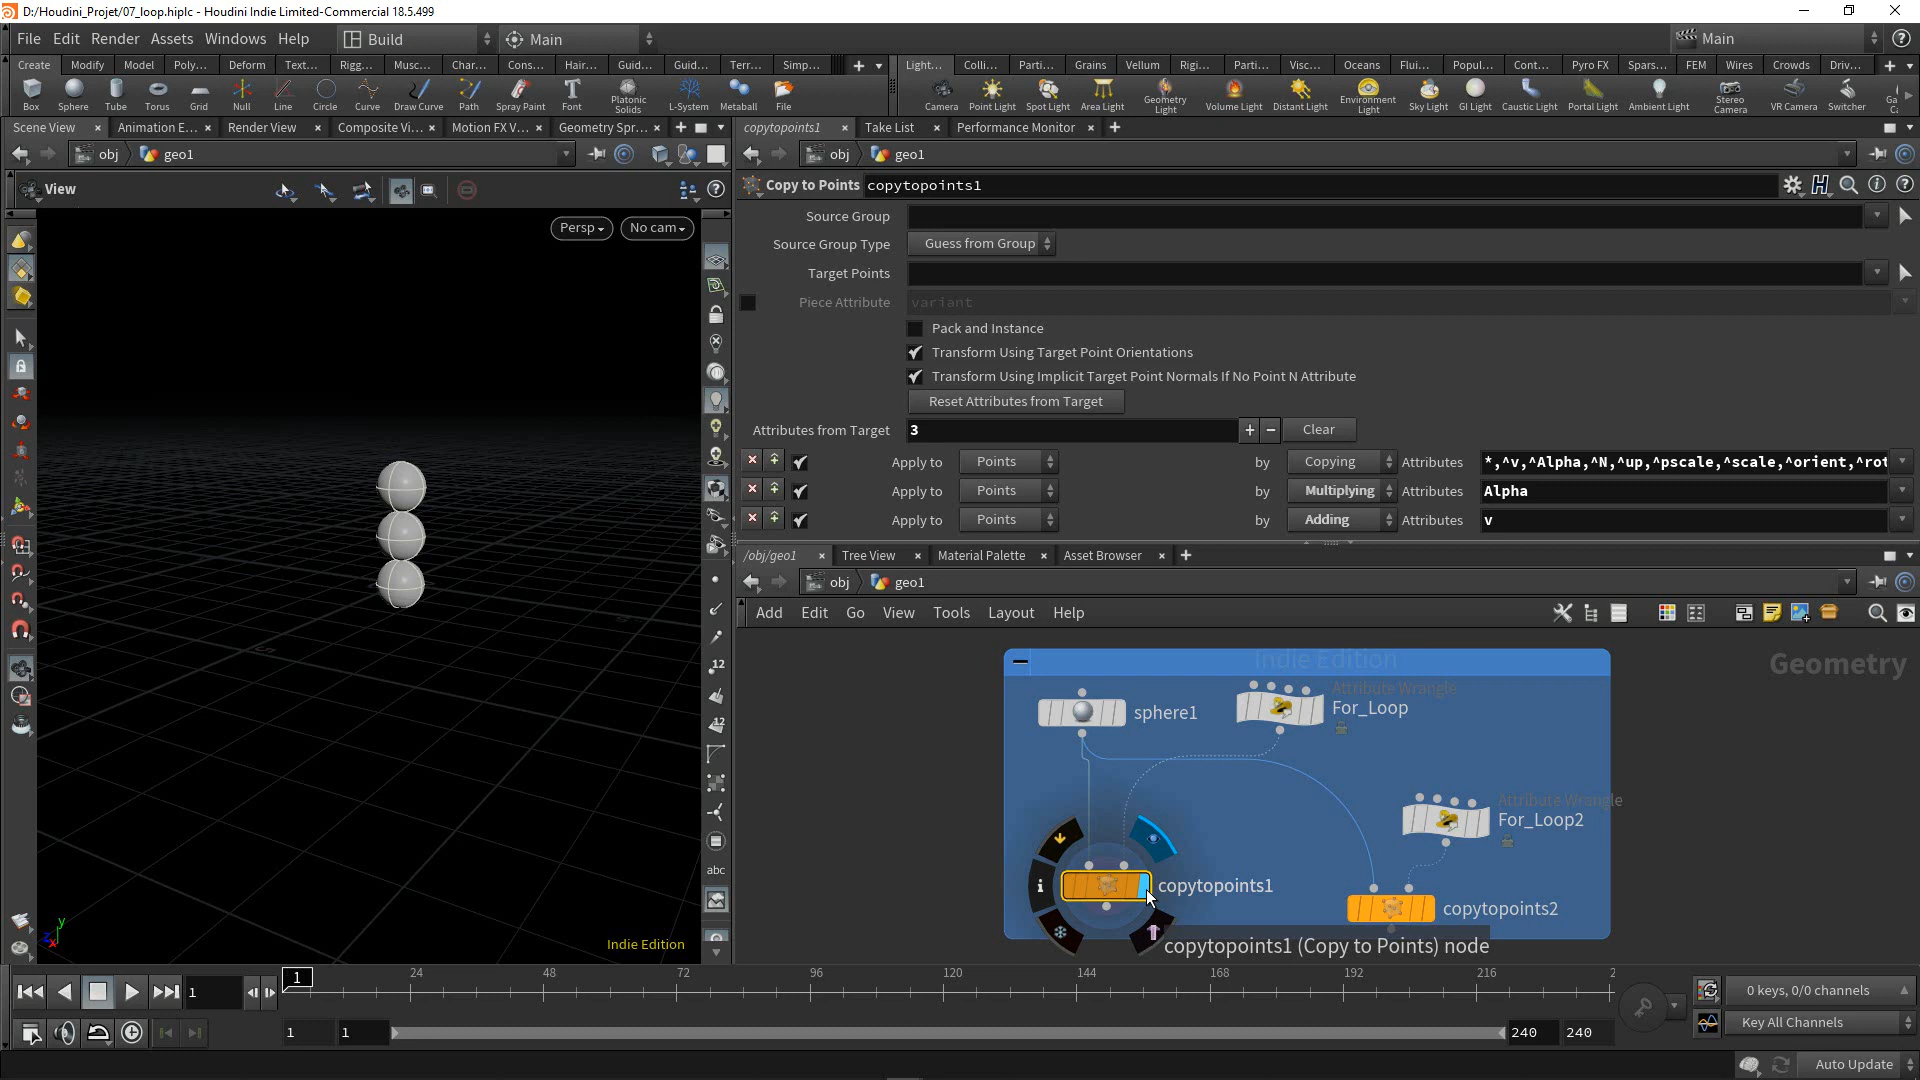 D:/Houdini_Projet/07_loop.hiplc - Houdini Indie Limited-Commercial 18.5.499
File Edit Render Assets Windows Help Build Main Main
Create Modify Model Poly... Deform Text... Rigg... Musc... Char... Cons... Hair... Guid... Guid... Terr... Simp... Light... Colli... Parti... Grains Vellum Rigi... Parti... Visc... Oceans Flui... Popul... Cont... Pyro FX Spars... FEM Wires Crowds Driv...
Box Sphere Tube Torus Grid Null Line Circle Curve Draw Curve Path Spray Paint Font Platonic Solids L-System Metaball File Camera Point Light Spot Light Area Light Geometry Light Volume Light Distant Light Environment Light Sky Light GI Light Caustic Light Portal Light Ambient Light Stereo Camera VR Camera Switcher
Scene View Animation E... Render View Composite Vi... Motion FX V... Geometry Spr... copytopoints1 Take List Performance Monitor
obj geo1 obj geo1
View
Persp No cam
Copy to Points copytopoints1
Source Group
Source Group Type Guess from Group
Target Points
Piece Attribute variant
Pack and Instance
Transform Using Target Point Orientations
Transform Using Implicit Target Point Normals If No Point N Attribute
Reset Attributes from Target
Attributes from Target 3 Clear
Apply to Points by Copying Attributes *,^v,^Alpha,^N,^up,^pscale,^scale,^orient,^rot
Apply to Points by Multiplying Attributes Alpha
Apply to Points by Adding Attributes v
/obj/geo1 Tree View Material Palette Asset Browser
obj geo1
Add Edit Go View Tools Layout Help
Indie Edition
Geometry
sphere1
Attribute Wrangle
For_Loop
Attribute Wrangle
For_Loop2
copytopoints1
copytopoints2
copytopoints1 (Copy to Points) node
12
12
abc
y
z
x
Indie Edition
1
1 24 48 72 96 120 144 168 192 216 2
0 keys, 0/0 channels
1 1 240 240
Key All Channels
Auto Update